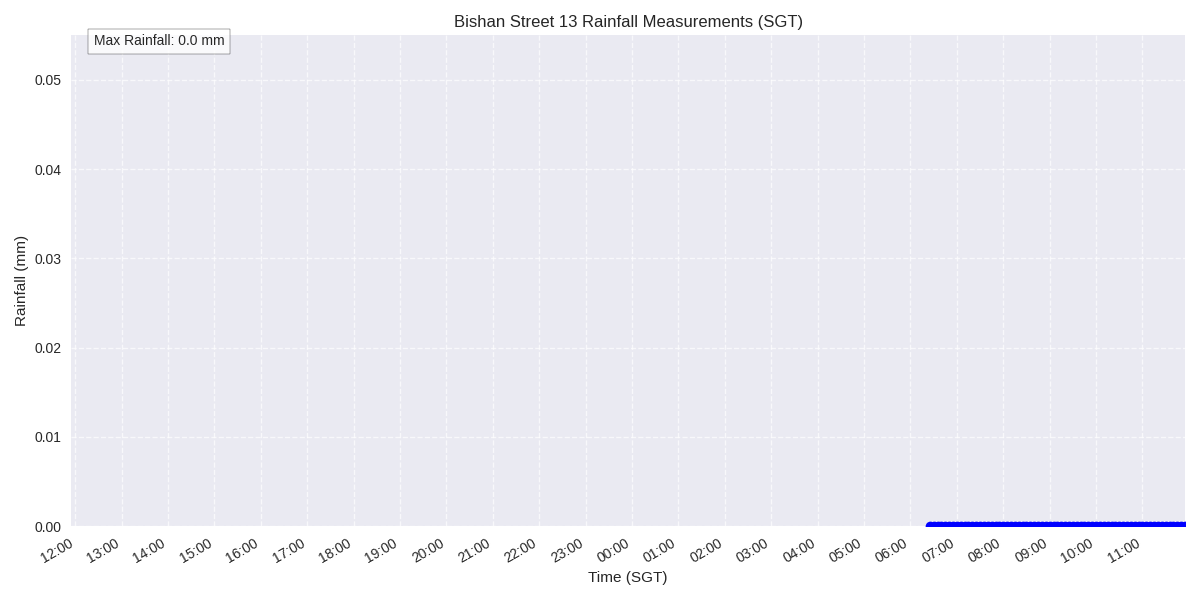 Bishan Street 13 Rainfall Measurements (SGT)
Max Rainfall: 0.0 mm
0.05
0.04
0.03
0.02
0.01
0.00
Rainfall (mm)
12:00 13:00 14:00 15:00 16:00 17:00 18:00 19:00 20:00 21:00 22:00 23:00 00:00 01:00 02:00 03:00 04:00 05:00 06:00 07:00 08:00 09:00 10:00 11:00
Time (SGT)